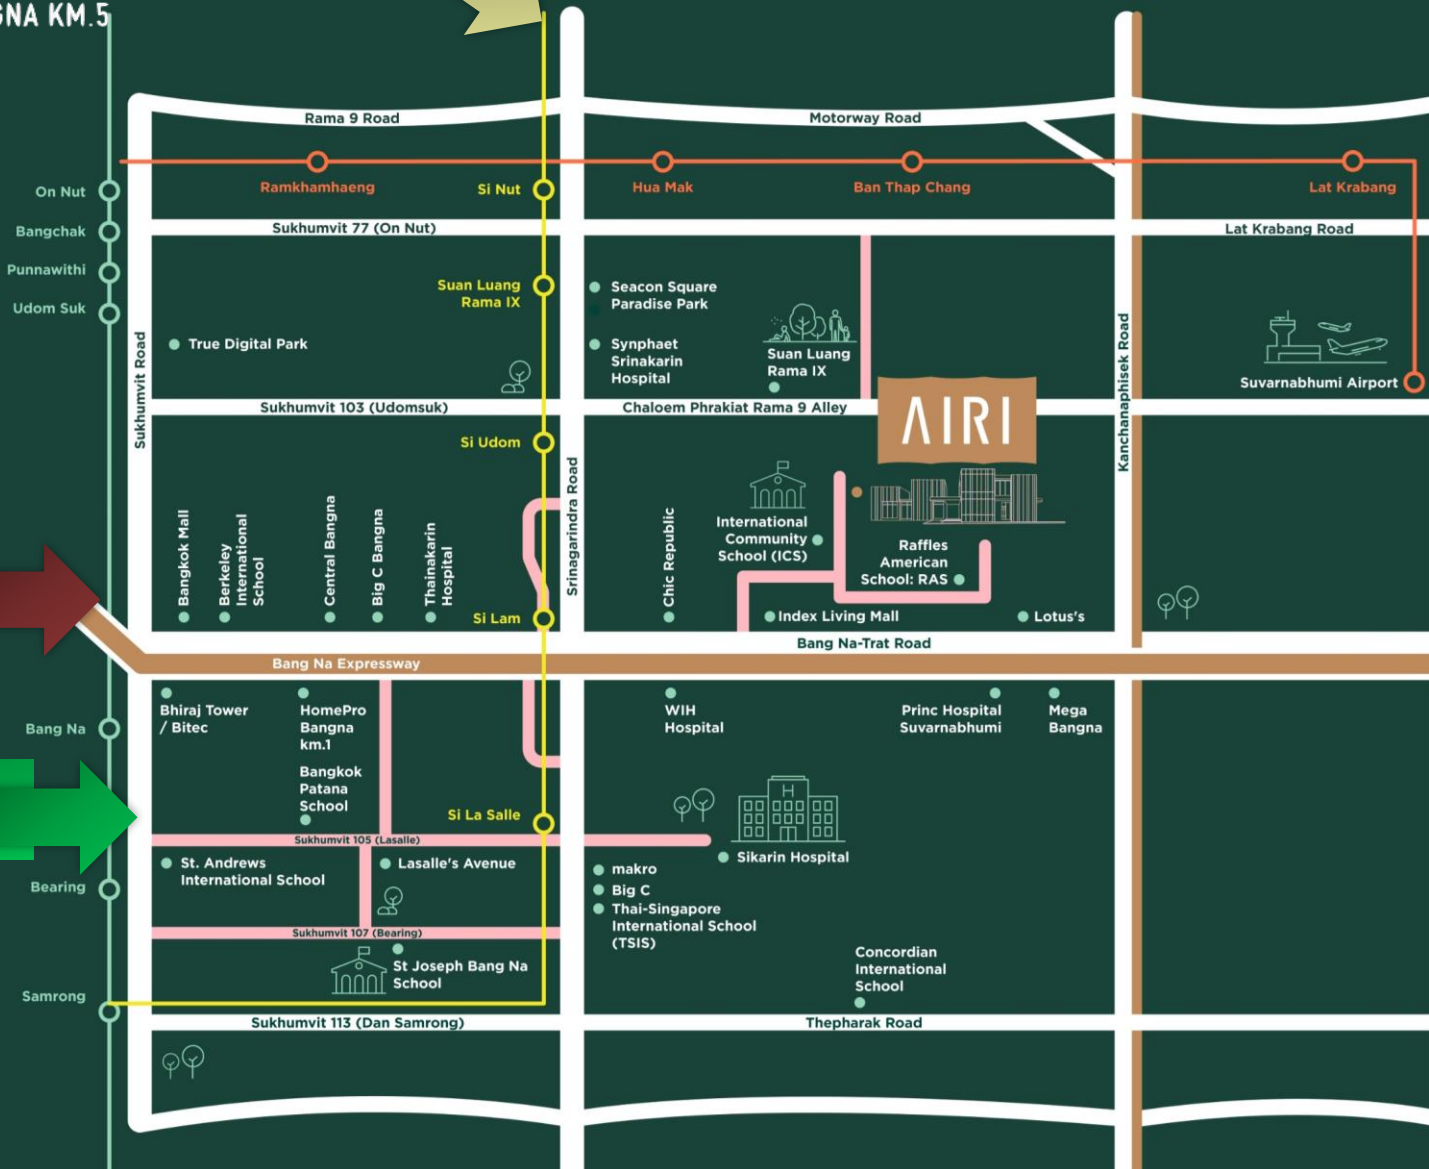 GNA KM.5
Rama 9 Road
Motorway Road
Ramkhamhaeng
Si Nut
Hua Mak
Ban Thap Chang
Lat Krabang
On Nut
Bangchak
Punnawithi
Udom Suk
Sukhumvit 77 (On Nut)
Lat Krabang Road
Suan Luang
Rama IX
Seacon Square
Paradise Park
True Digital Park
Synphaet
Srinakarin
Hospital
Suan Luang
Rama IX
Suvarnabhumi Airport
Sukhumvit Road
Kanchanaphisek Road
Sukhumvit 103 (Udomsuk)
Chaloem Phrakiat Rama 9 Alley
AIRI
Si Udom
Srinagarindra Road
Bangkok Mall
Berkeley
International
School
Central Bangna
Big C Bangna
Thainakarin
Hospital
Si Lam
Chic Republic
International
Community
School (ICS)
Raffles
American
School: RAS
Index Living Mall
Lotus's
Bang Na-Trat Road
Bang Na Expressway
Bhiraj Tower
/ Bitec
HomePro
Bangna
km.1
Bangkok
Patana
School
WIH
Hospital
Princ Hospital
Suvarnabhumi
Mega
Bangna
Bang Na
Si La Salle
Sukhumvit 105 (Lasalle)
St. Andrews
International School
Lasalle's Avenue
Sikarin Hospital
makro
Big C
Thai-Singapore
International School
(TSIS)
Bearing
Sukhumvit 107 (Bearing)
St Joseph Bang Na
School
Concordian
International
School
Samrong
Sukhumvit 113 (Dan Samrong)
Thepharak Road
H